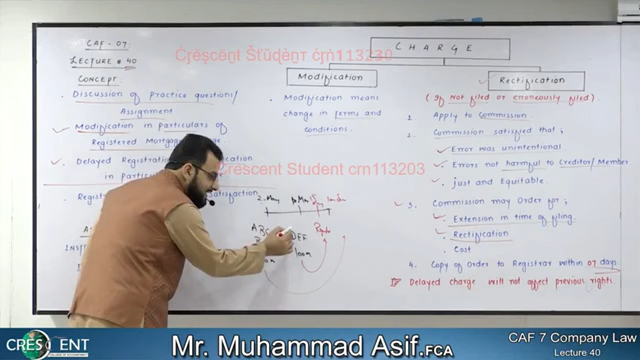 CAF - 07
LECTURE # 40
CONCEPT
. Discussion of practice questions/
Assignment
Modification in particulars of
Registered Mortgage
Delayed Registration
in particular
satisfaction
CHARGE
Modification
. Modification means
change in terms and
conditions.
Rectification
(If not filed or erroneously filed)
1. Apply to Commission.
2. Commission satisfied that ;
Error was unintentional
Errors not harmful to Creditor/Member
Just and Equitable.
3. Commission may Order for;
Extension in time of filing.
Rectification
Cost
4. Copy of Order to Registrar within 07 days
Delayed charge will not affect previous rights.
DEF
100m
Crescent Student crn113203
CRESCENT
Mr. Muhammad Asif.FCA
CAF 7 Company Law
Lecture 40